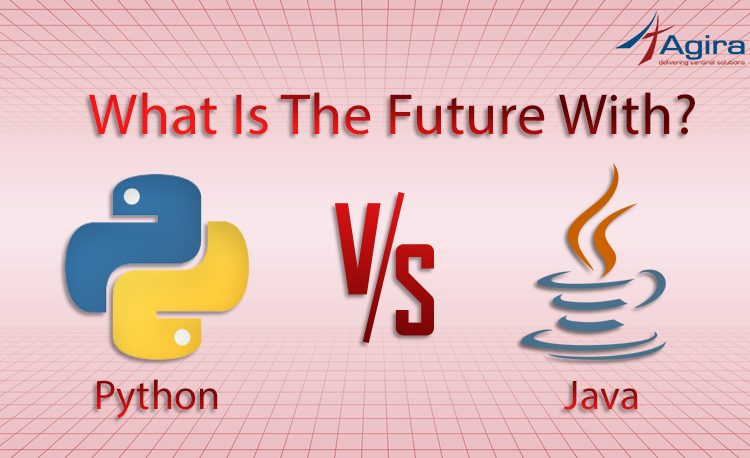 Agira
delivering sentinel solutions
What Is The Future With?
V/S
Python
Java